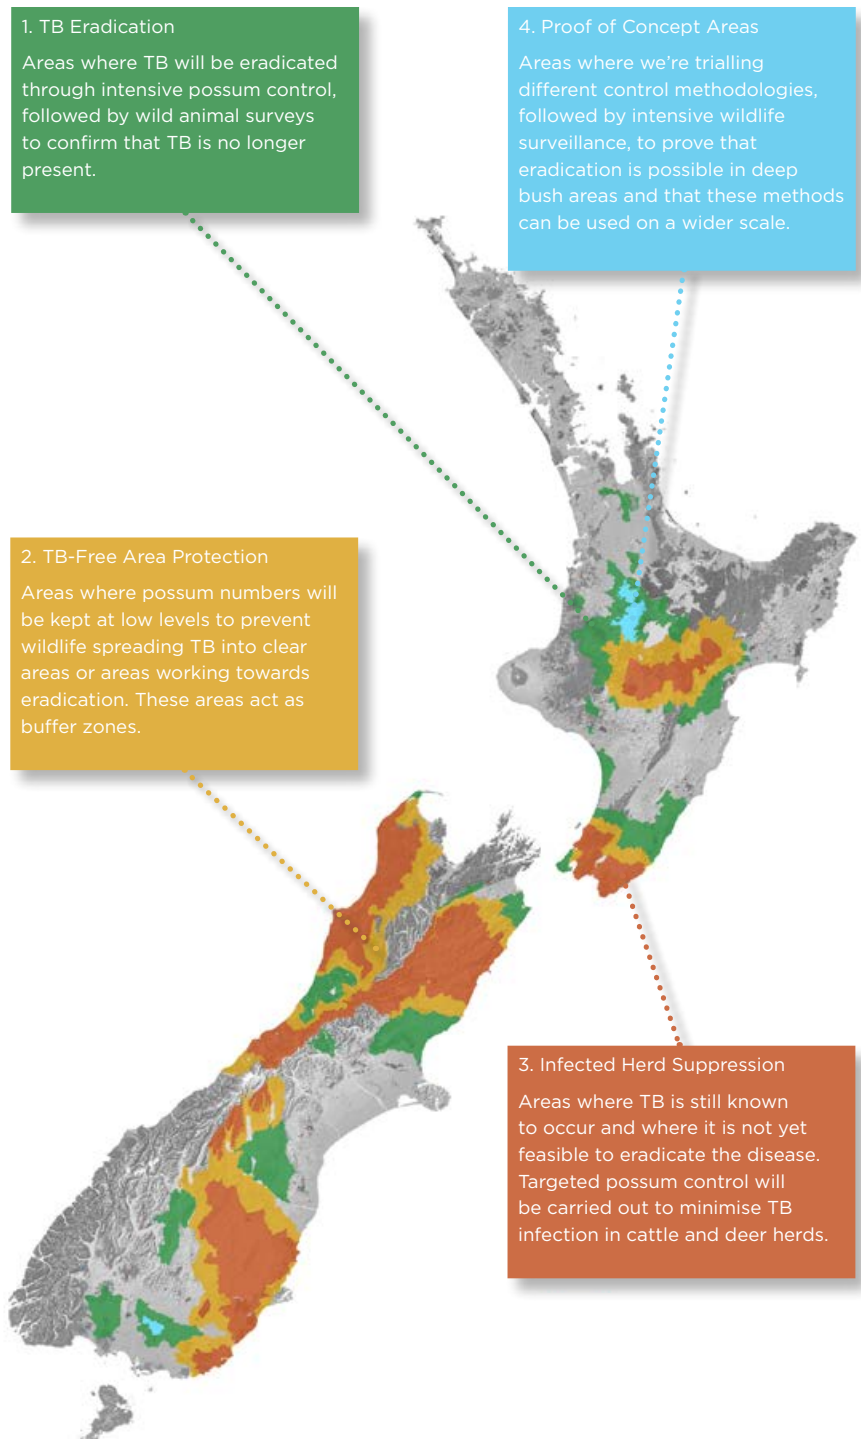 1. TB Eradication
Areas where TB will be eradicated
through intensive possum control,
followed by wild animal surveys
to confirm that TB is no longer
present.
4. Proof of Concept Areas
Areas where we're trialling
different control methodologies,
followed by intensive wildlife
surveillance, to prove that
eradication is possible in deep
bush areas and that these methods
can be used on a wider scale.
2. TB-Free Area Protection
Areas where possum numbers will
be kept at low levels to prevent
wildlife spreading TB into clear
areas or areas working towards
eradication. These areas act as
buffer zones.
3. Infected Herd Suppression
Areas where TB is still known
to occur and where it is not yet
feasible to eradicate the disease.
Targeted possum control will
be carried out to minimise TB
infection in cattle and deer herds.